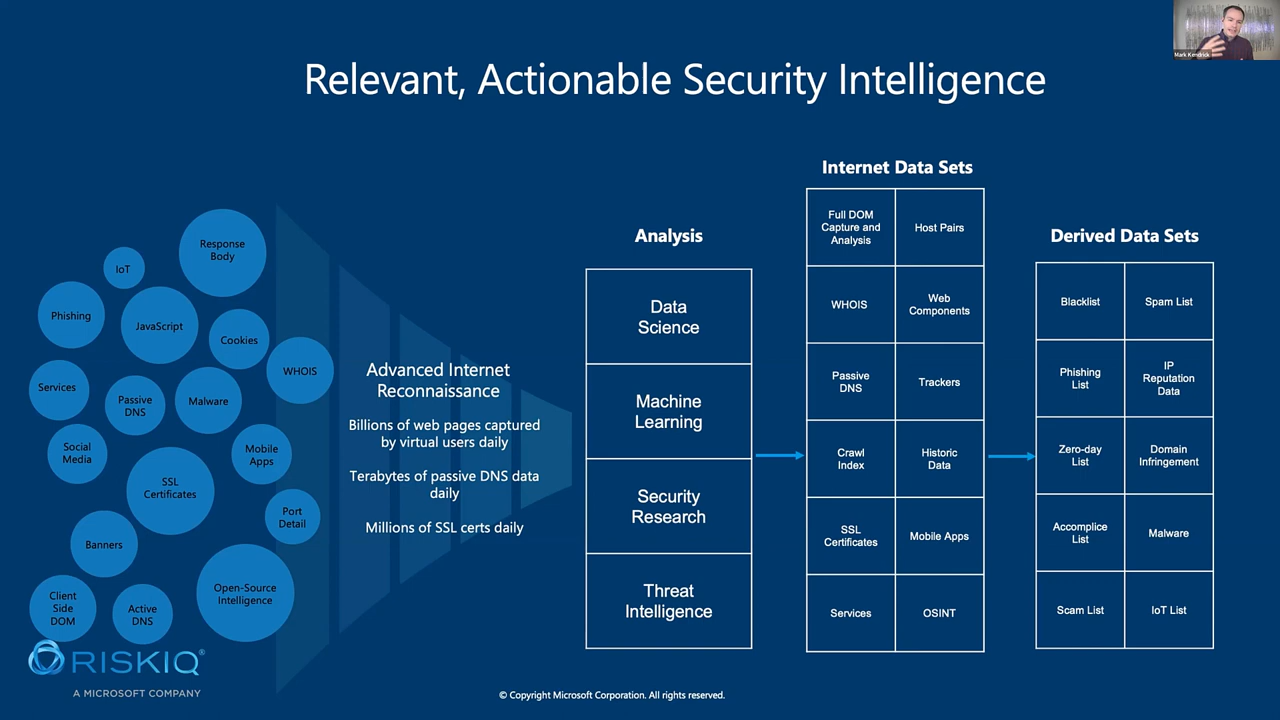 Mark Kendrick
Relevant, Actionable Security Intelligence
Response
Body
IoT
Phishing
JavaScript
Cookies
WHOIS
Services
Passive
DNS
Malware
Social
Media
Mobile
Apps
SSL
Certificates
Port
Detail
Banners
Open-Source
Intelligence
Client
Side
DOM
Active
DNS
RISKIQ®
A MICROSOFT COMPANY
Advanced Internet
Reconnaissance
Billions of web pages captured
by virtual users daily
Terabytes of passive DNS data
daily
Millions of SSL certs daily
Analysis
Data
Science
Machine
Learning
Security
Research
Threat
Intelligence
Internet Data Sets
Full DOM
Capture and
Analysis
Host Pairs
WHOIS
Web
Components
Passive
DNS
Trackers
Crawl
Index
Historic
Data
SSL
Certificates
Mobile Apps
Services
OSINT
Derived Data Sets
Blacklist
Spam List
Phishing
List
IP
Reputation
Data
Zero-day
List
Domain
Infringement
Accomplice
List
Malware
Scam List
IoT List
© Copyright Microsoft Corporation. All rights reserved.